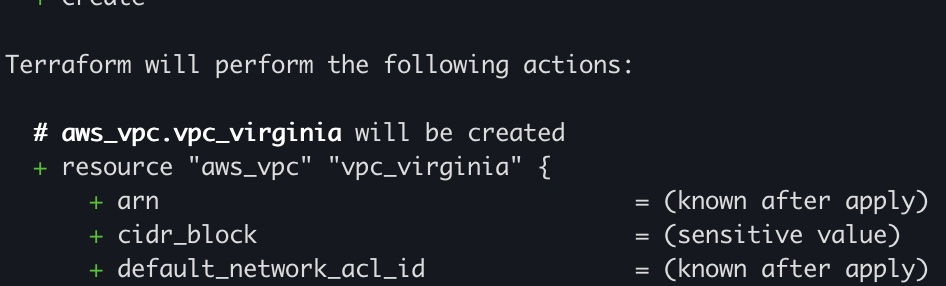 + create
Terraform will perform the following actions:
# aws_vpc.vpc_virginia will be created
+ resource "aws_vpc" "vpc_virginia" {
+ arn = (known after apply)
+ cidr_block = (sensitive value)
+ default_network_acl_id = (known after apply)